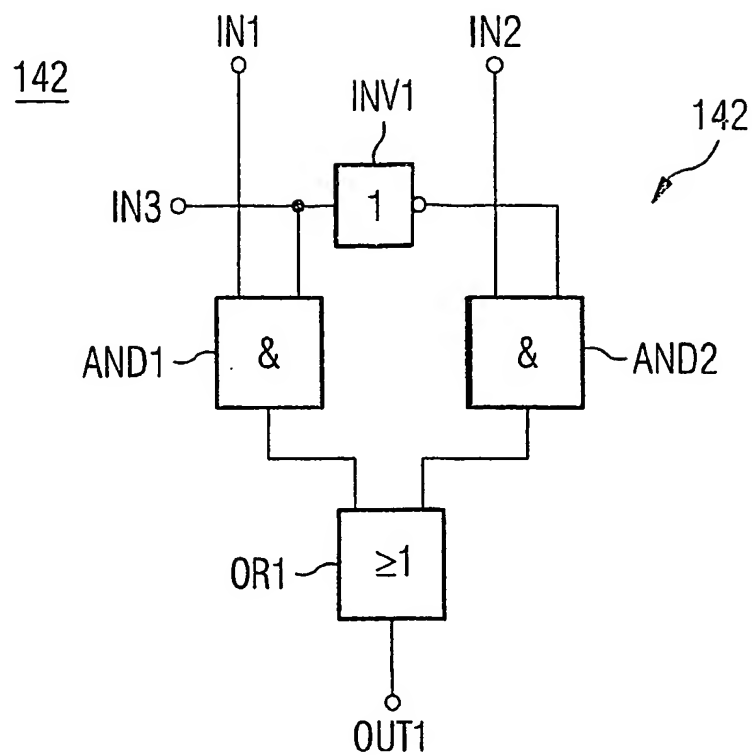 IN1
IN2
142
INV1
142
IN3
1
AND1
&
&
AND2
OR1
≥1
OUT1